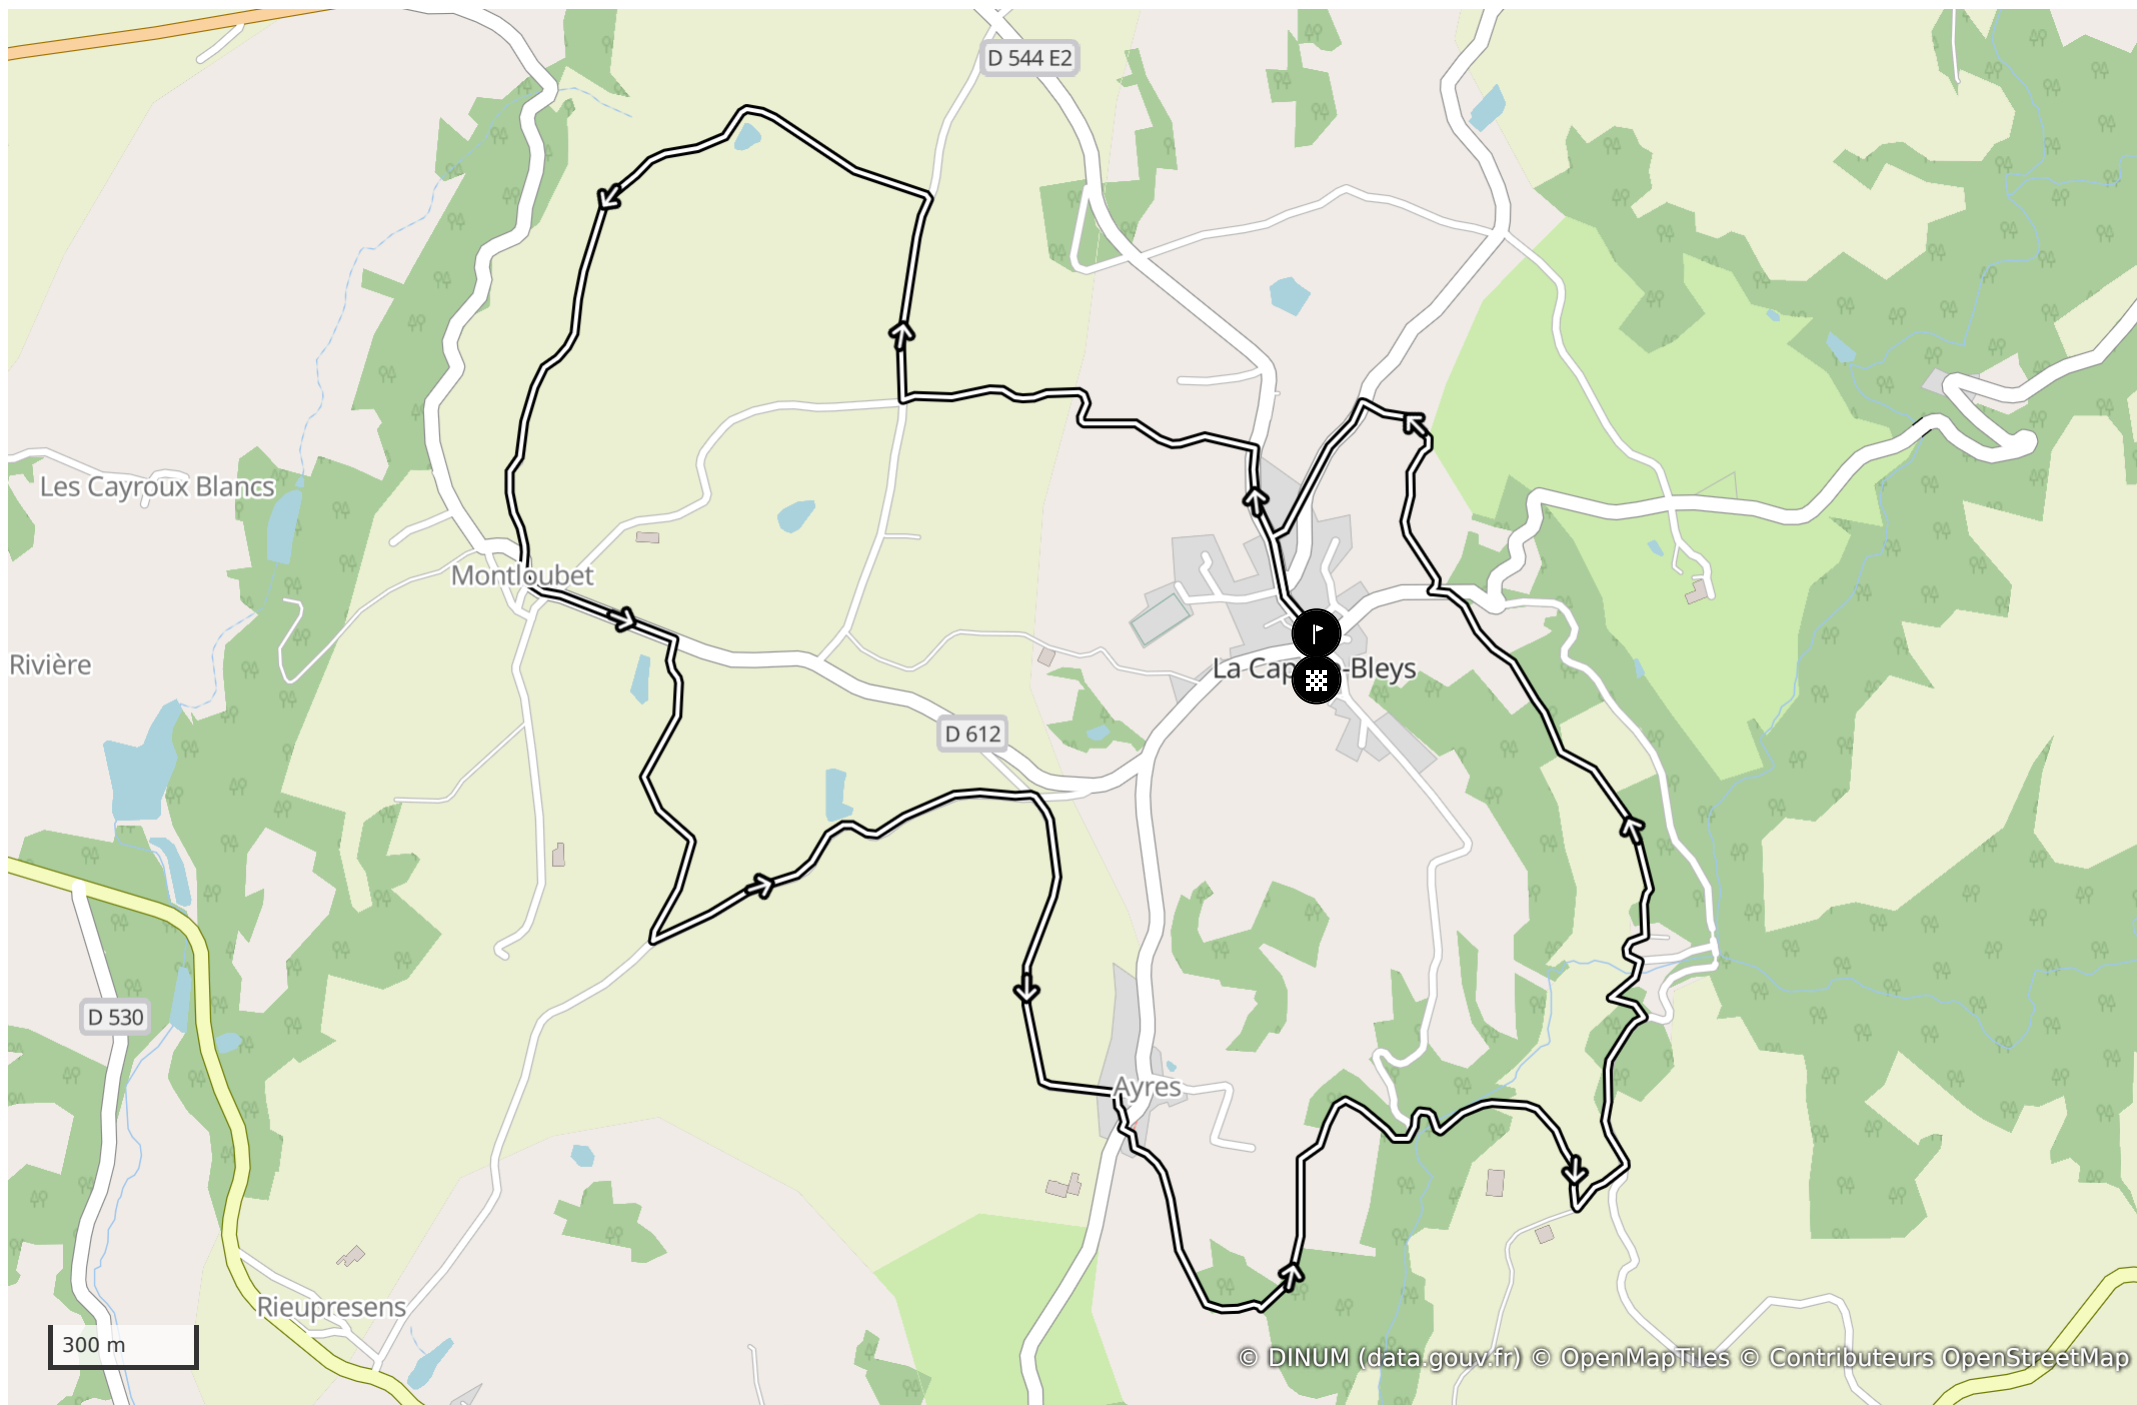 D 544 E2
Les Cayroux Blancs
Montloubet
Rivière
La Cap -Bleys
D 612
D 530
Ayres
Rieupresens
300 m
© DINUM (data.gouv.fr) © OpenMapTiles © Contributeurs OpenStreetMap